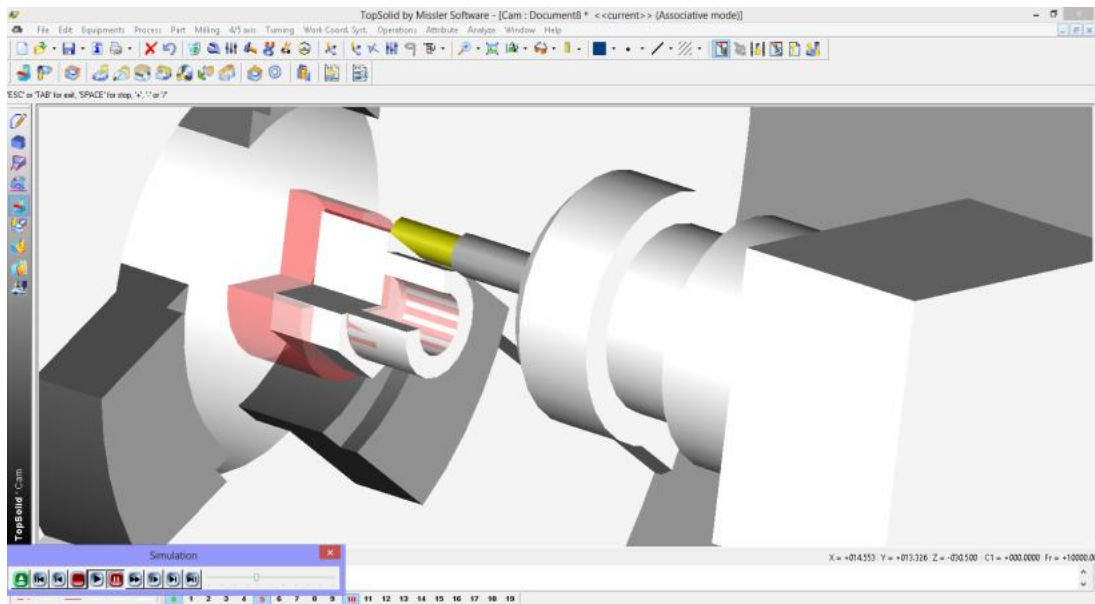 TopSolid by Missler Software - [Cam : Document8 * <<current>> (Associative mode)]
File Edit Equipments Process Part Milling 4/5 axis Turning Work Coord. Syst. Operations Attribute Analyze Window Help
'ESC' or 'TAB' for exit, 'SPACE' for stop, '+', '-' or '/'
TopSolid'Cam
Simulation
X = +014.553 Y = +013.326 Z = -030.500 C1 = +000.0000 Fr = +10000.0
0 1 2 3 4 5 6 7 8 9 10 11 12 13 14 15 16 17 18 19